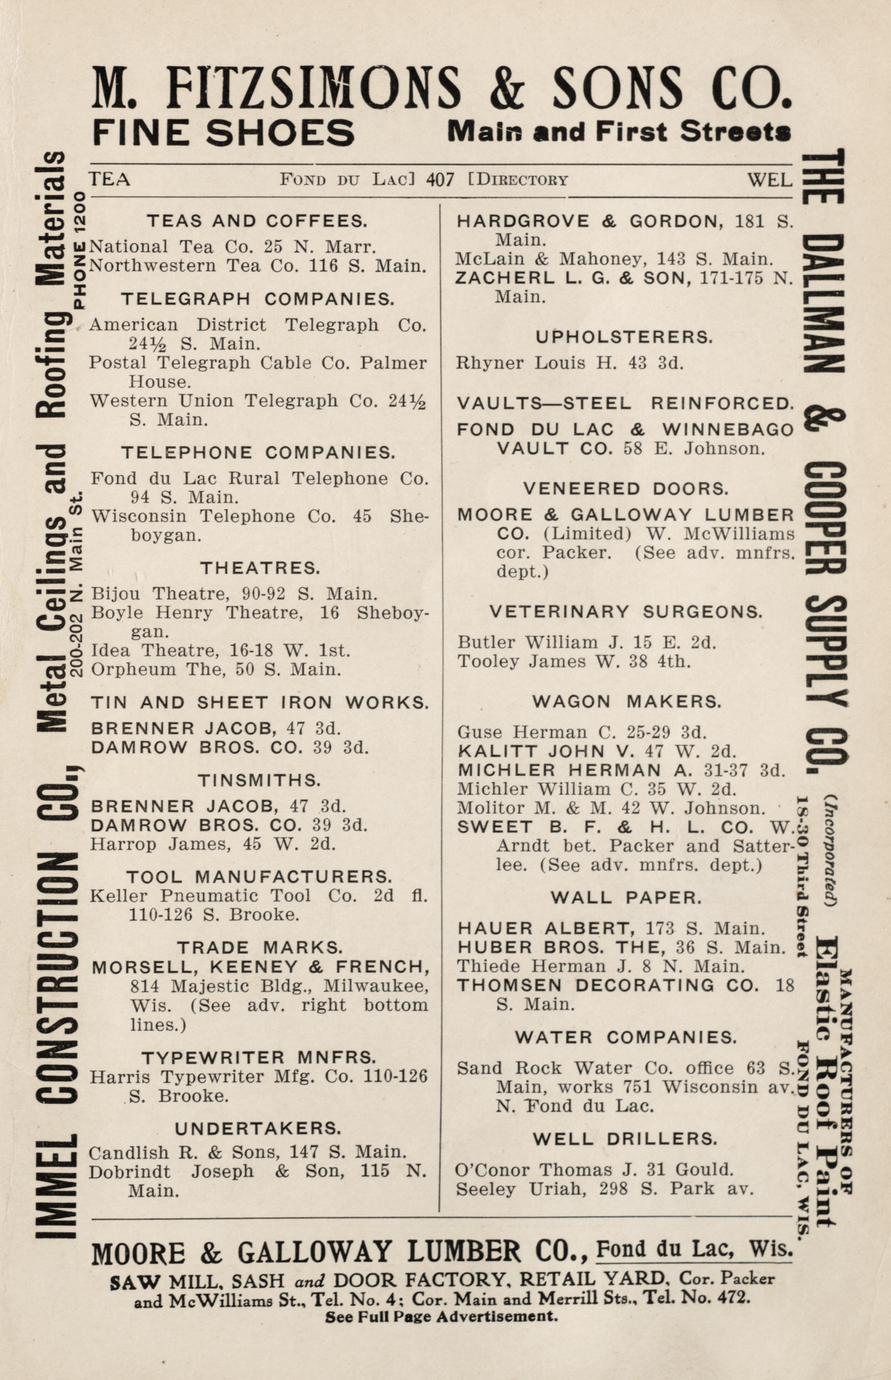 M. FITZSIMONS & SONS CO.
FINE SHOES Main and First Streets
TEA FOND DU LAC] 407 [DIRECTORY WEL
TEAS AND COFFEES.
National Tea Co. 25 N. Marr.
Northwestern Tea Co. 116 S. Main.
TELEGRAPH COMPANIES.
American District Telegraph Co.
24½ S. Main.
Postal Telegraph Cable Co. Palmer
House.
Western Union Telegraph Co. 24½
S. Main.
TELEPHONE COMPANIES.
Fond du Lac Rural Telephone Co.
94 S. Main.
Wisconsin Telephone Co. 45 She-
boygan.
THEATRES.
Bijou Theatre, 90-92 S. Main.
Boyle Henry Theatre, 16 Sheboy-
gan.
Idea Theatre, 16-18 W. 1st.
Orpheum The, 50 S. Main.
TIN AND SHEET IRON WORKS.
BRENNER JACOB, 47 3d.
DAMROW BROS. CO. 39 3d.
TINSMITHS.
BRENNER JACOB, 47 3d.
DAMROW BROS. CO. 39 3d.
Harrop James, 45 W. 2d.
TOOL MANUFACTURERS.
Keller Pneumatic Tool Co. 2d fl.
110-126 S. Brooke.
TRADE MARKS.
MORSELL, KEENEY & FRENCH,
814 Majestic Bldg., Milwaukee,
Wis. (See adv. right bottom
lines.)
TYPEWRITER MNFRS.
Harris Typewriter Mfg. Co. 110-126
S. Brooke.
UNDERTAKERS.
Candlish R. & Sons, 147 S. Main.
Dobrindt Joseph & Son, 115 N.
Main.
HARDGROVE & GORDON, 181 S.
Main.
McLain & Mahoney, 143 S. Main.
ZACHERL L. G. & SON, 171-175 N.
Main.
UPHOLSTERERS.
Rhyner Louis H. 43 3d.
VAULTS—STEEL REINFORCED.
FOND DU LAC & WINNEBAGO
VAULT CO. 58 E. Johnson.
VENEERED DOORS.
MOORE & GALLOWAY LUMBER
CO. (Limited) W. McWilliams
cor. Packer. (See adv. mnfrs.
dept.)
VETERINARY SURGEONS.
Butler William J. 15 E. 2d.
Tooley James W. 38 4th.
WAGON MAKERS.
Guse Herman C. 25-29 3d.
KALITT JOHN V. 47 W. 2d.
MICHLER HERMAN A. 31-37 3d.
Michler William C. 35 W. 2d.
Molitor M. & M. 42 W. Johnson.
SWEET B. F. & H. L. CO. W.
Arndt bet. Packer and Satter-
lee. (See adv. mnfrs. dept.)
WALL PAPER.
HAUER ALBERT, 173 S. Main.
HUBER BROS. THE, 36 S. Main.
Thiede Herman J. 8 N. Main.
THOMSEN DECORATING CO. 18
S. Main.
WATER COMPANIES.
Sand Rock Water Co. office 63 S.
Main, works 751 Wisconsin av.
N. Fond du Lac.
WELL DRILLERS.
O'Conor Thomas J. 31 Gould.
Seeley Uriah, 298 S. Park av.
IMMEL CONSTRUCTION CO., Metal Ceilings and Roofing Materials
200-202 N. Main St. PHONE 1200
THE DALLMAN & COOPER SUPPLY CO.
(Incorporated)
18-30 Third Street
MANUFACTURERS OF
Elastic Roof Paint
FOND DU LAC, WIS.
MOORE & GALLOWAY LUMBER CO., Fond du Lac, Wis.
SAW MILL, SASH and DOOR FACTORY, RETAIL YARD, Cor. Packer
and McWilliams St., Tel. No. 4; Cor. Main and Merrill Sts., Tel. No. 472.
See Full Page Advertisement.